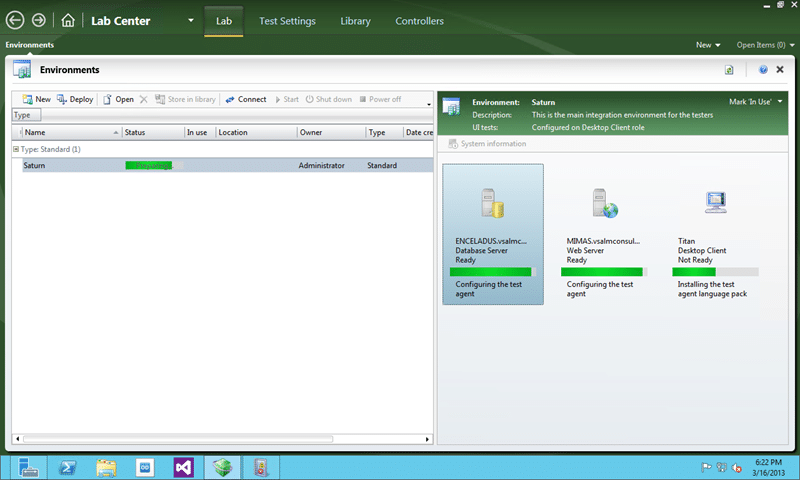 Lab Center
Lab
Test Settings
Library
Controllers
Environments
New
Open Items (0)
Environments
New
Deploy
Open
Store in library
Connect
Start
Shut down
Power off
Type
Name
Status
In use
Location
Owner
Type
Date cre
Type: Standard (1)
Saturn
Preparing...
Administrator
Standard
Environment: Saturn
Mark 'In Use'
Description: This is the main integration environment for the testers
UI tests: Configured on Desktop Client role
System information
ENCELADUS.vsalmc...
Database Server
Ready
Configuring the test
agent
MIMAS.vsalmconsul...
Web Server
Ready
Configuring the test
agent
Titan
Desktop Client
Not Ready
Installing the test
agent language pack
6:22 PM
3/16/2013